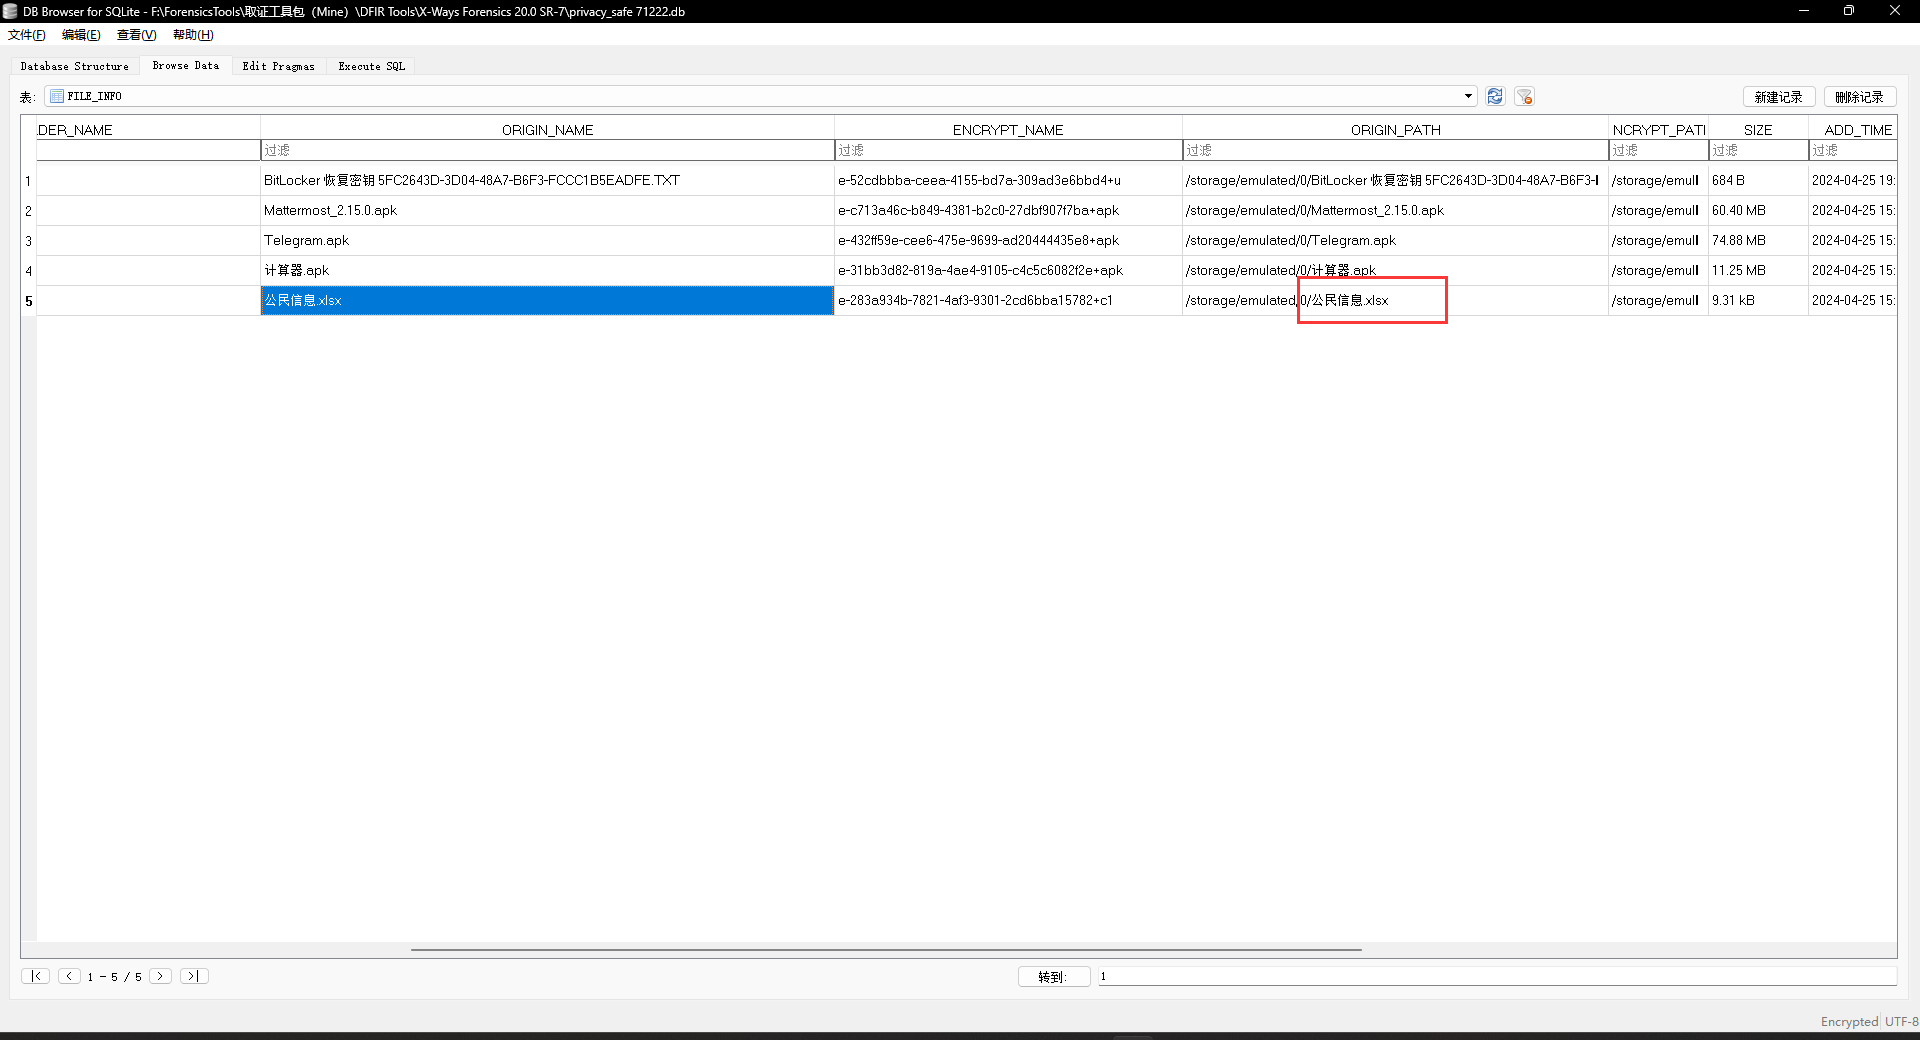 DB Browser for SQLite - F:\ForensicsTools\取证工具包（Mine）\DFIR Tools\X-Ways Forensics 20.0 SR-7\privacy_safe 71222.db
文件(F) 编辑(E) 查看(V) 帮助(H)
Database Structure Browse Data Edit Pragmas Execute SQL
表: FILE_INFO 新建记录 删除记录
.DER_NAME ORIGIN_NAME ENCRYPT_NAME ORIGIN_PATH NCRYPT_PATI SIZE ADD_TIME
过滤 过滤 过滤 过滤 过滤 过滤
1 BitLocker 恢复密钥 5FC2643D-3D04-48A7-B6F3-FCCC1B5EADFE.TXT e-52cdbbba-ceea-4155-bd7a-309ad3e6bbd4+u /storage/emulated/0/BitLocker 恢复密钥 5FC2643D-3D04-48A7-B6F3-I /storage/emull 684 B 2024-04-25 19:
2 Mattermost_2.15.0.apk e-c713a46c-b849-4381-b2c0-27dbf907f7ba+apk /storage/emulated/0/Mattermost_2.15.0.apk /storage/emull 60.40 MB 2024-04-25 15:
3 Telegram.apk e-432ff59e-cee6-475e-9699-ad20444435e8+apk /storage/emulated/0/Telegram.apk /storage/emull 74.88 MB 2024-04-25 15:
4 计算器.apk e-31bb3d82-819a-4ae4-9105-c4c5c6082f2e+apk /storage/emulated/0/计算器.apk /storage/emull 11.25 MB 2024-04-25 15:
5 公民信息.xlsx e-283a934b-7821-4af3-9301-2cd6bba15782+c1 /storage/emulated/0/公民信息.xlsx /storage/emull 9.31 kB 2024-04-25 15:
|< < 1 - 5 / 5 > >| 转到: 1
Encrypted UTF-8